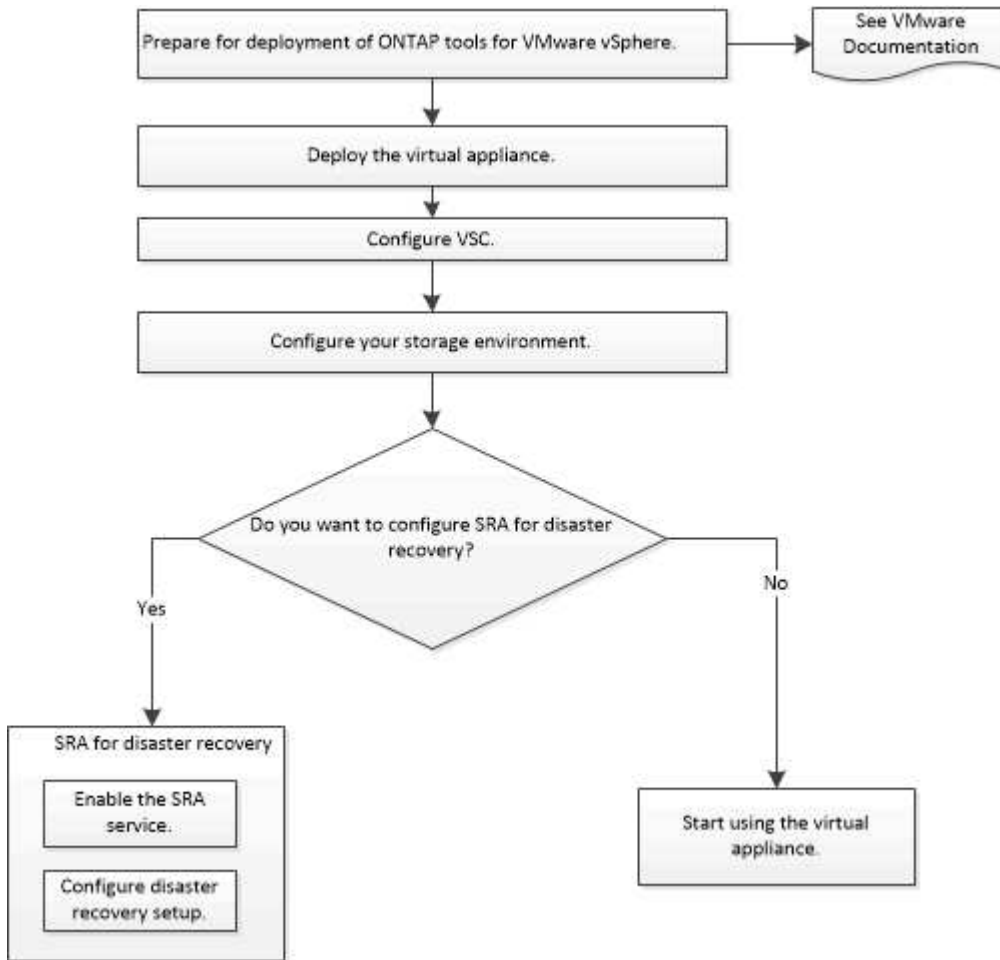 Prepare for deployment of ONTAP tools for VMware vSphere.
See VMware
Documentation
Deploy the virtual appliance.
Configure VSC.
Configure your storage environment.
Do you want to configure SRA for disaster
recovery?
Yes
No
SRA for disaster recovery
Enable the SRA
service.
Configure disaster
recovery setup.
Start using the virtual
appliance.